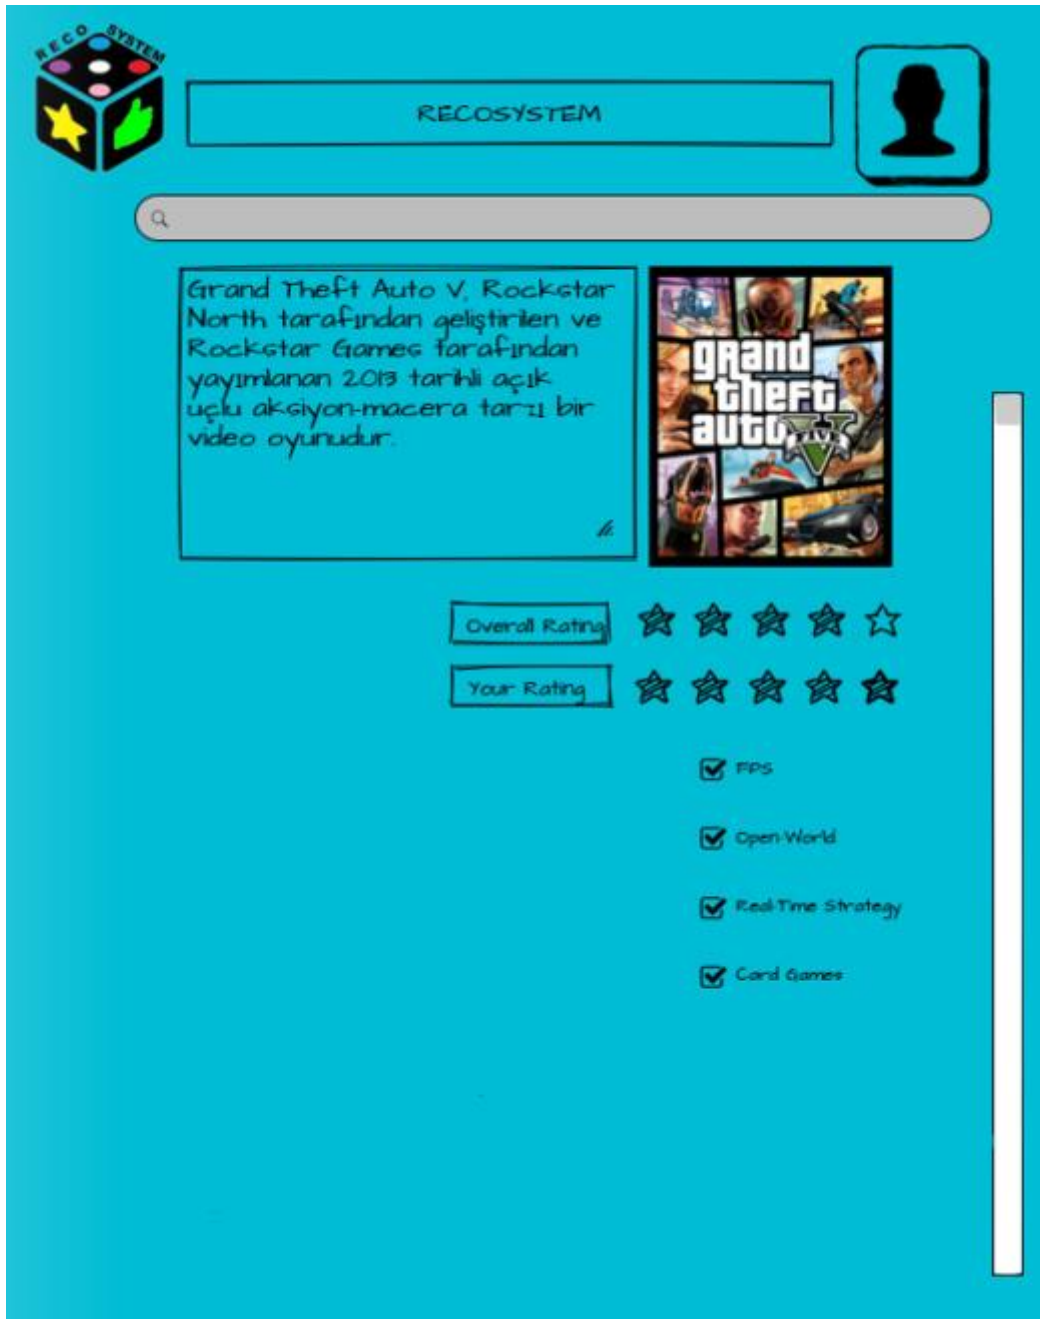 RECO SYSTEM
RECOSYSTEM
Grand Theft Auto V, Rockstar
North tarafından geliştirilen ve
Rockstar Games tarafından
yayımlanan 2013 tarihli açık
uçlu aksiyon-macera tarzı bir
video oyunudur.
grand
theft
auto
FIVE
V
Overall Rating
Your Rating
FPS
Open-World
Real-Time Strategy
Card Games